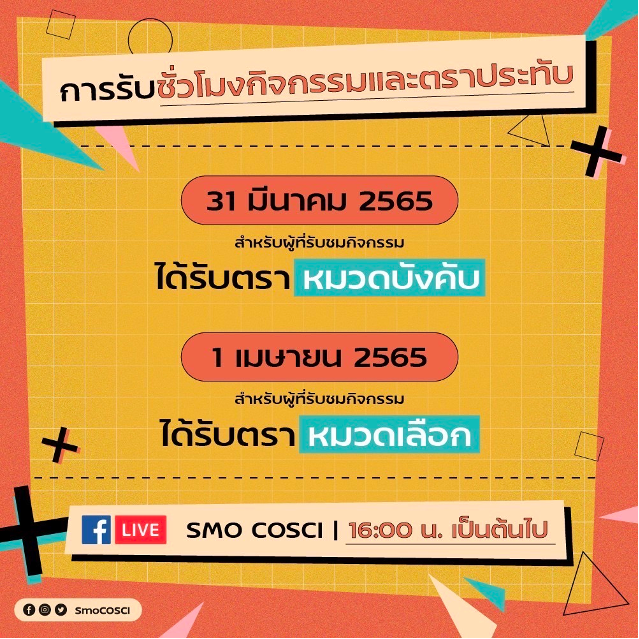 การรับชั่วโมงกิจกรรมและตราประทับ
31 มีนาคม 2565
สำหรับผู้ที่รับชมกิจกรรม
ได้รับตรา หมวดบังคับ
1 เมษายน 2565
สำหรับผู้ที่รับชมกิจกรรม
ได้รับตรา หมวดเลือก
f LIVE SMO COSCI | 16:00 น. เป็นต้นไป
SmoCOSCI